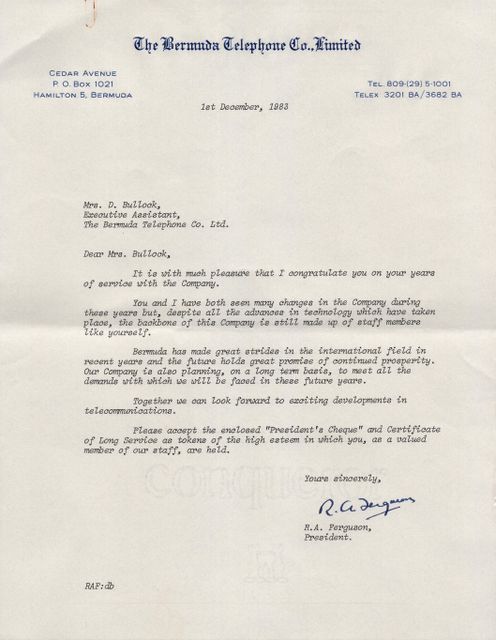 The Bermuda Telephone Co., Limited
CEDAR AVENUE
P. O. BOX 1021
HAMILTON 5, BERMUDA
TEL. 809-(29) 5-1001
TELEX 3201 BA/3682 BA
1st December, 1983
Mrs. D. Bullock,
Executive Assistant,
The Bermuda Telephone Co. Ltd.
Dear Mrs. Bullock,
It is with much pleasure that I congratulate you on your years
of service with the Company.
You and I have both seen many changes in the Company during
these years but, despite all the advances in technology which have taken
place, the backbone of this Company is still made up of staff members
like yourself.
Bermuda has made great strides in the international field in
recent years and the future holds great promise of continued prosperity.
Our Company is also planning, on a long term basis, to meet all the
demands with which we will be faced in these future years.
Together we can look forward to exciting developments in
telecommunications.
Please accept the enclosed "President's Cheque" and Certificate
of Long Service as tokens of the high esteem in which you, as a valued
member of our staff, are held.
conqueror
Yours sincerely,
R. A. Ferguson
R.A. Ferguson,
President.
RAF:db